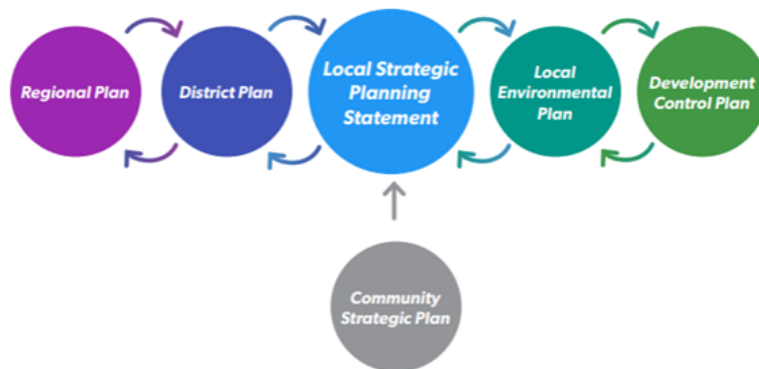 Regional Plan
District Plan
Local Strategic
Planning
Statement
Local
Environmental
Plan
Development
Control Plan
Community
Strategic Plan